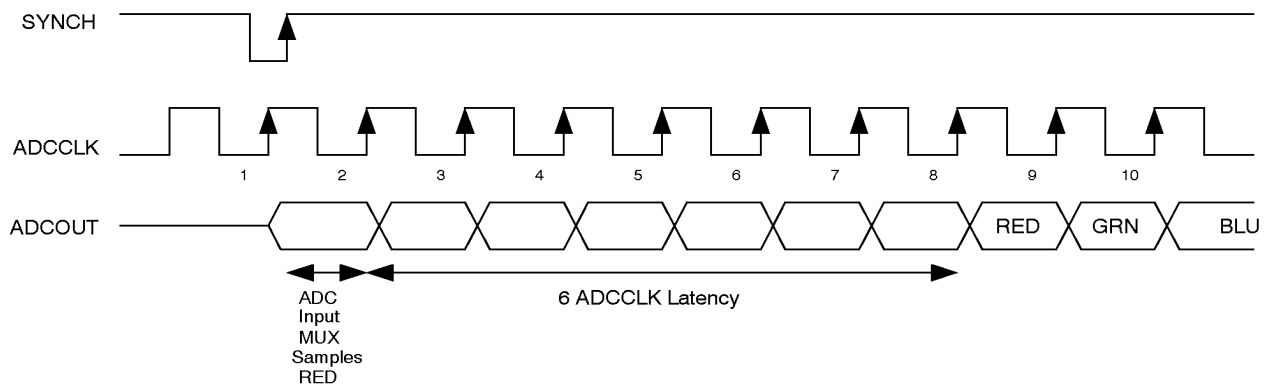 SYNCH
ADCCLK
1 2 3 4 5 6 7 8 9 10
ADCOUT
RED GRN BLU
ADC
Input
MUX
Samples
RED
6 ADCCLK Latency